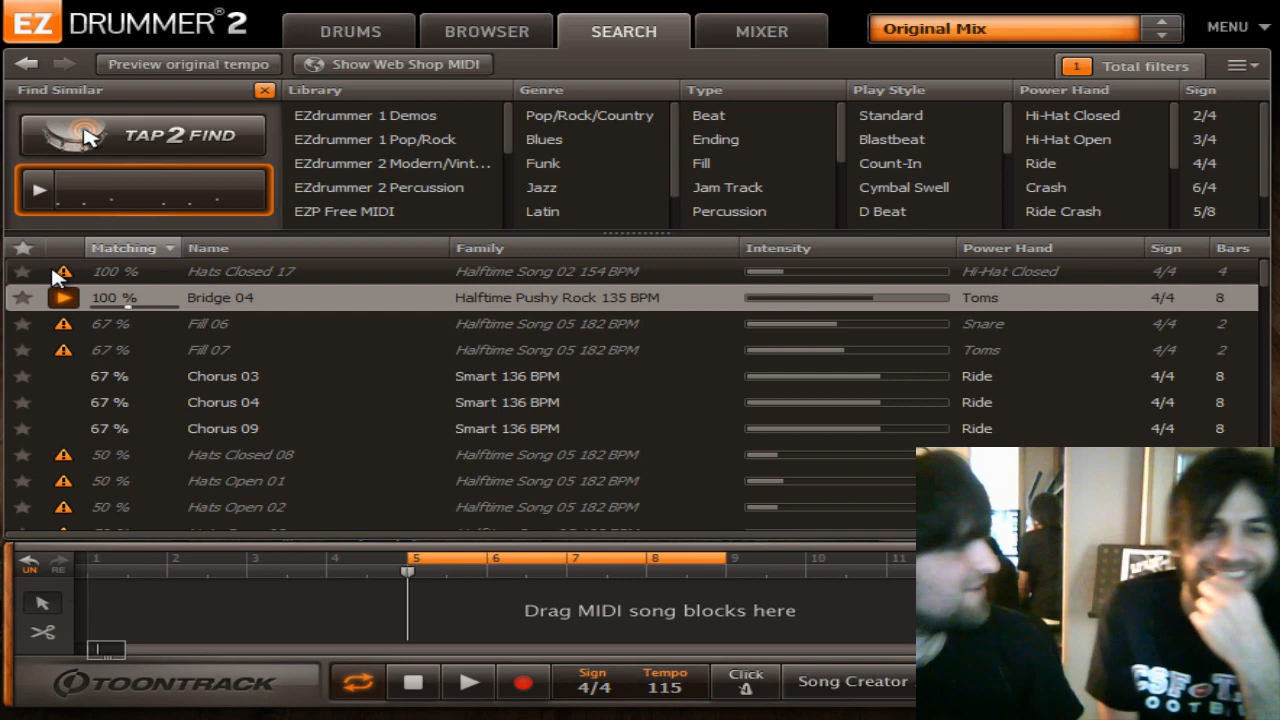 EZ DRUMMER® 2
DRUMS
BROWSER
SEARCH
MIXER
Original Mix
MENU
Preview original tempo
Show Web Shop MIDI
1 Total filters
Find Similar
Library
Genre
Type
Play Style
Power Hand
Sign
TAP 2 FIND
EZdrummer 1 Demos
Pop/Rock/Country
Beat
Standard
Hi-Hat Closed
2/4
EZdrummer 1 Pop/Rock
Blues
Ending
Blastbeat
Hi-Hat Open
3/4
EZdrummer 2 Modern/Vint...
Funk
Fill
Count-In
Ride
4/4
EZdrummer 2 Percussion
Jazz
Jam Track
Cymbal Swell
Crash
6/4
EZP Free MIDI
Latin
Percussion
D Beat
Ride Crash
5/8
Matching
Name
Family
Intensity
Power Hand
Sign
Bars
100 % Hats Closed 17 Halftime Song 02 154 BPM Hi-Hat Closed 4/4 4
100 % Bridge 04 Halftime Pushy Rock 135 BPM Toms 4/4 8
67 % Fill 06 Halftime Song 05 182 BPM Snare 4/4 2
67 % Fill 07 Halftime Song 05 182 BPM Toms 4/4 2
67 % Chorus 03 Smart 136 BPM Ride 4/4 8
67 % Chorus 04 Smart 136 BPM Ride 4/4 8
67 % Chorus 09 Smart 136 BPM Ride 4/4 8
50 % Hats Closed 08 Halftime Song 05 182 BPM
50 % Hats Open 01 Halftime Song 05 182 BPM
50 % Hats Open 02 Halftime Song 05 182 BPM
UN RE
1 2 3 4 5 6 7 8 9 10 11
Drag MIDI song blocks here
TOONTRACK
Sign
4/4
Tempo
115
Click
Song Creator